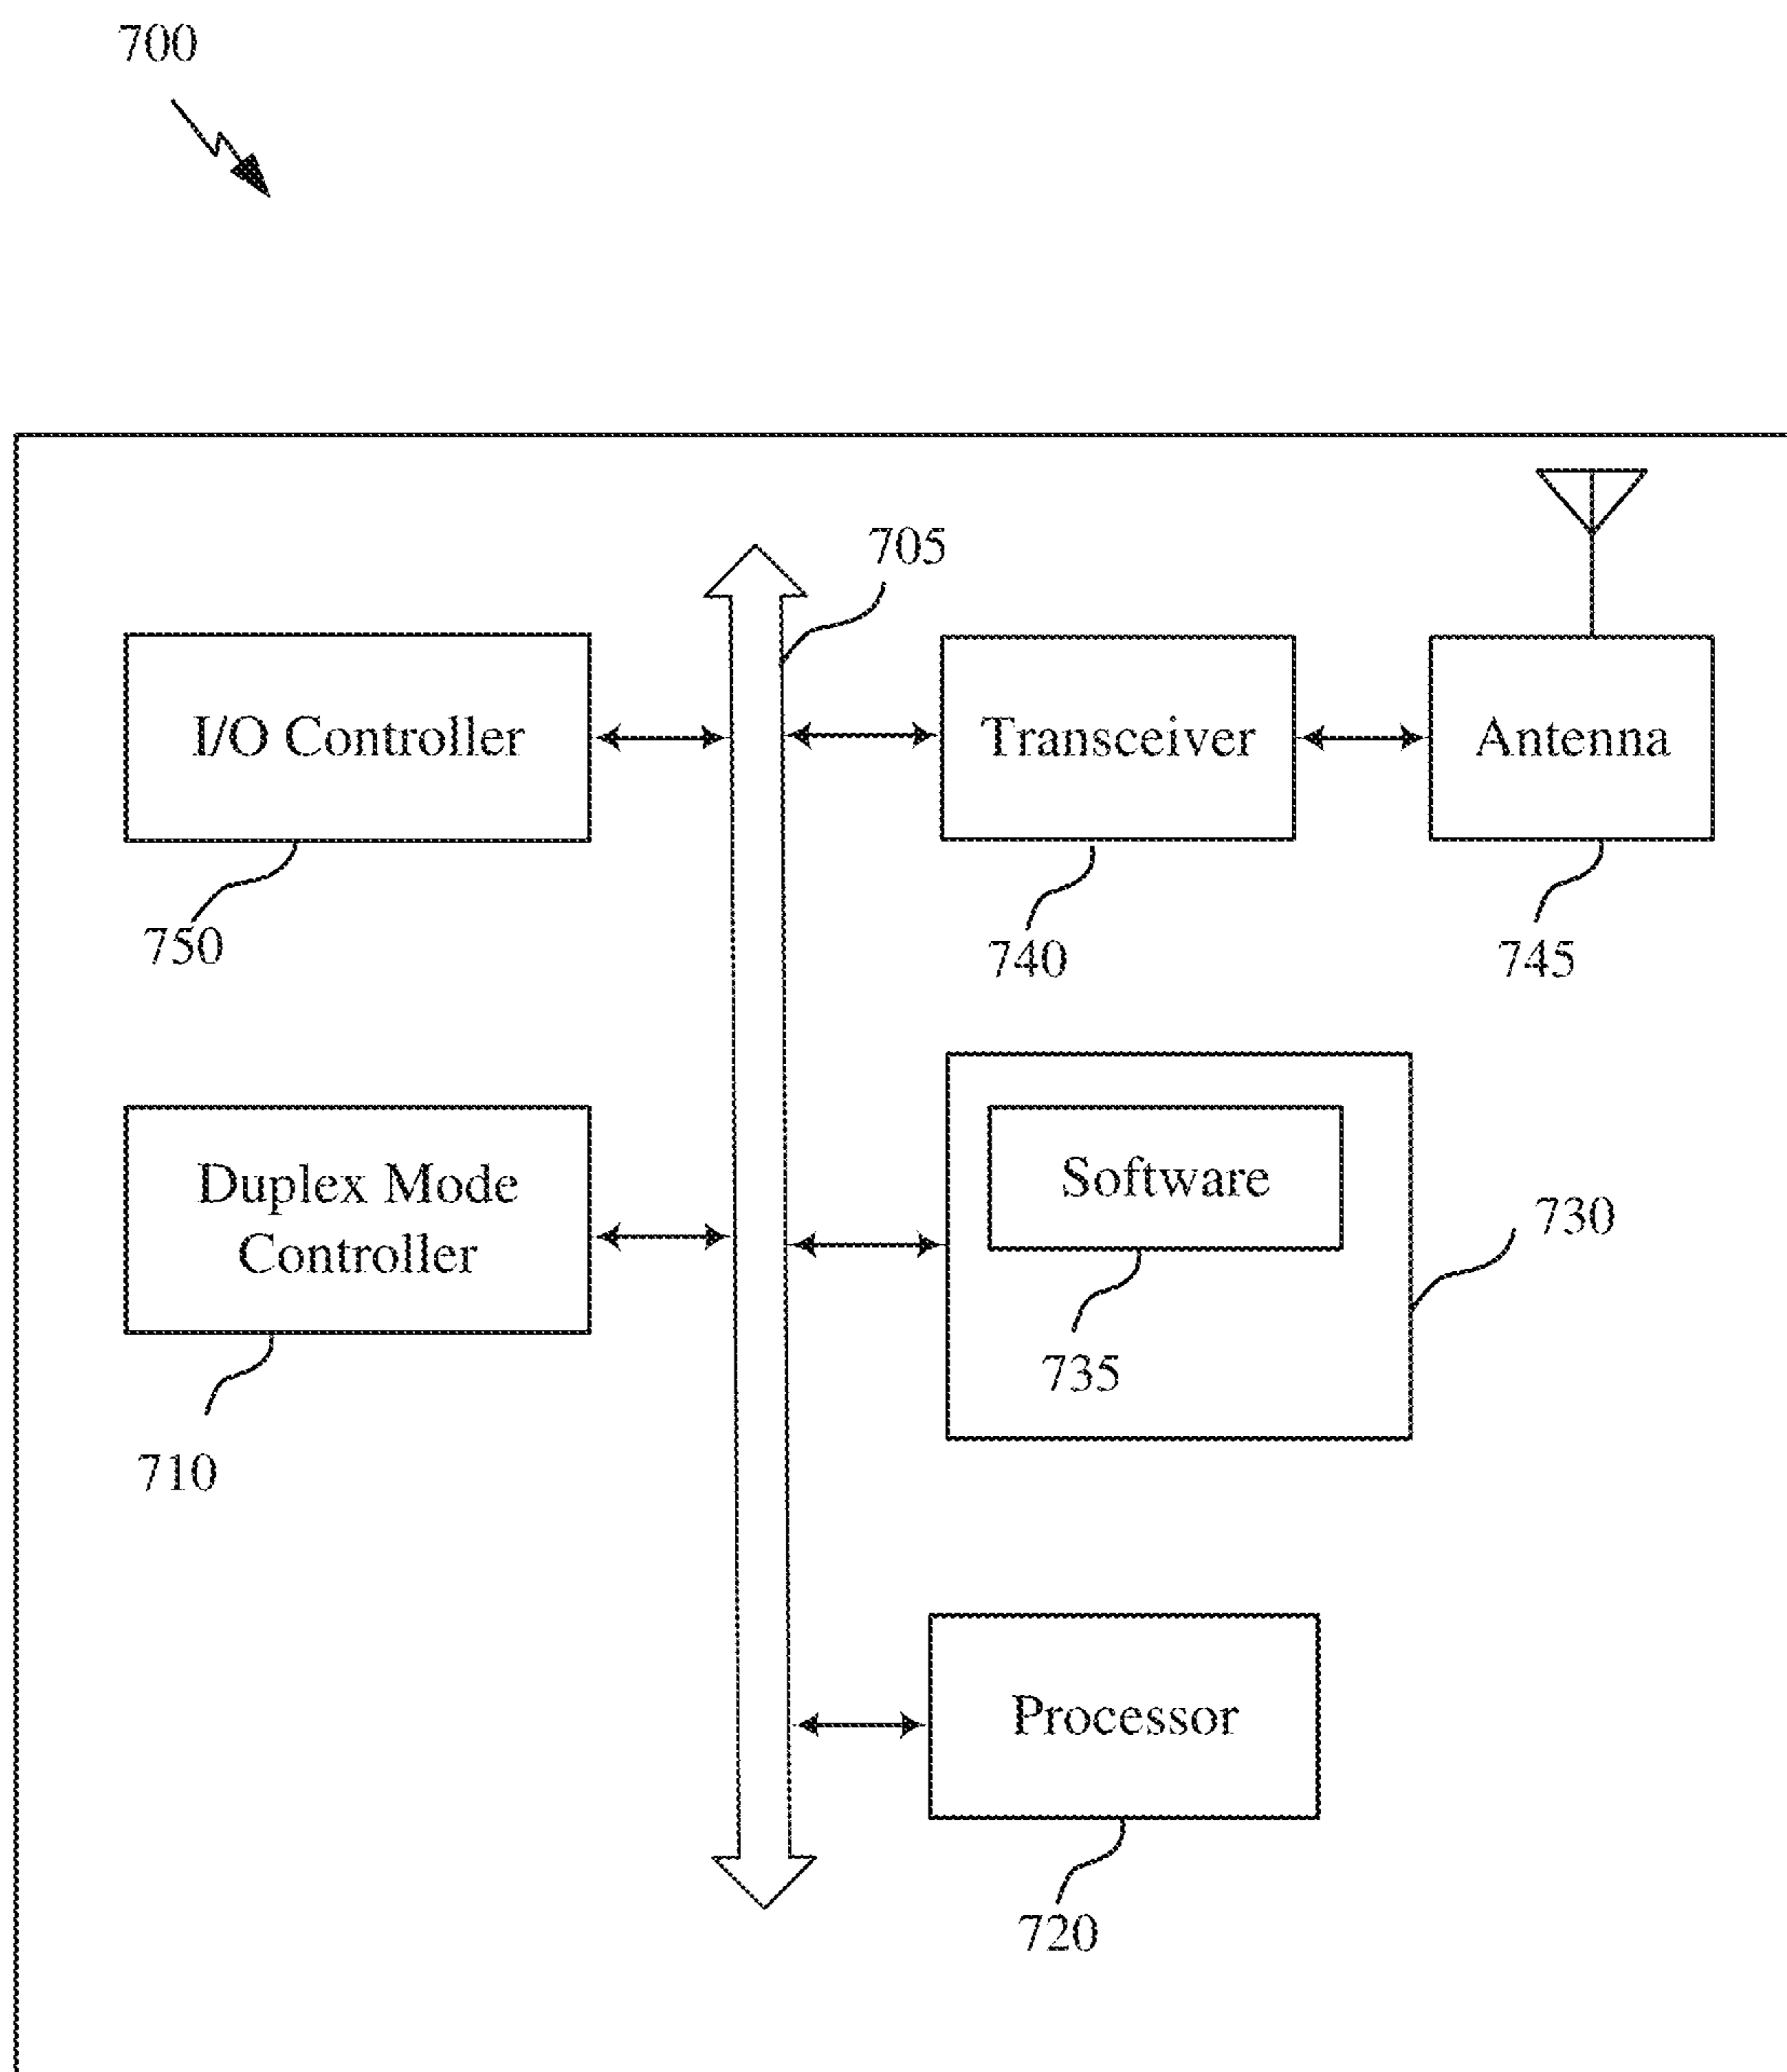 700
705
I/O Controller
Transceiver
Antenna
750
740
745
Duplex Mode
Controller
Software
730
735
710
Processor
720